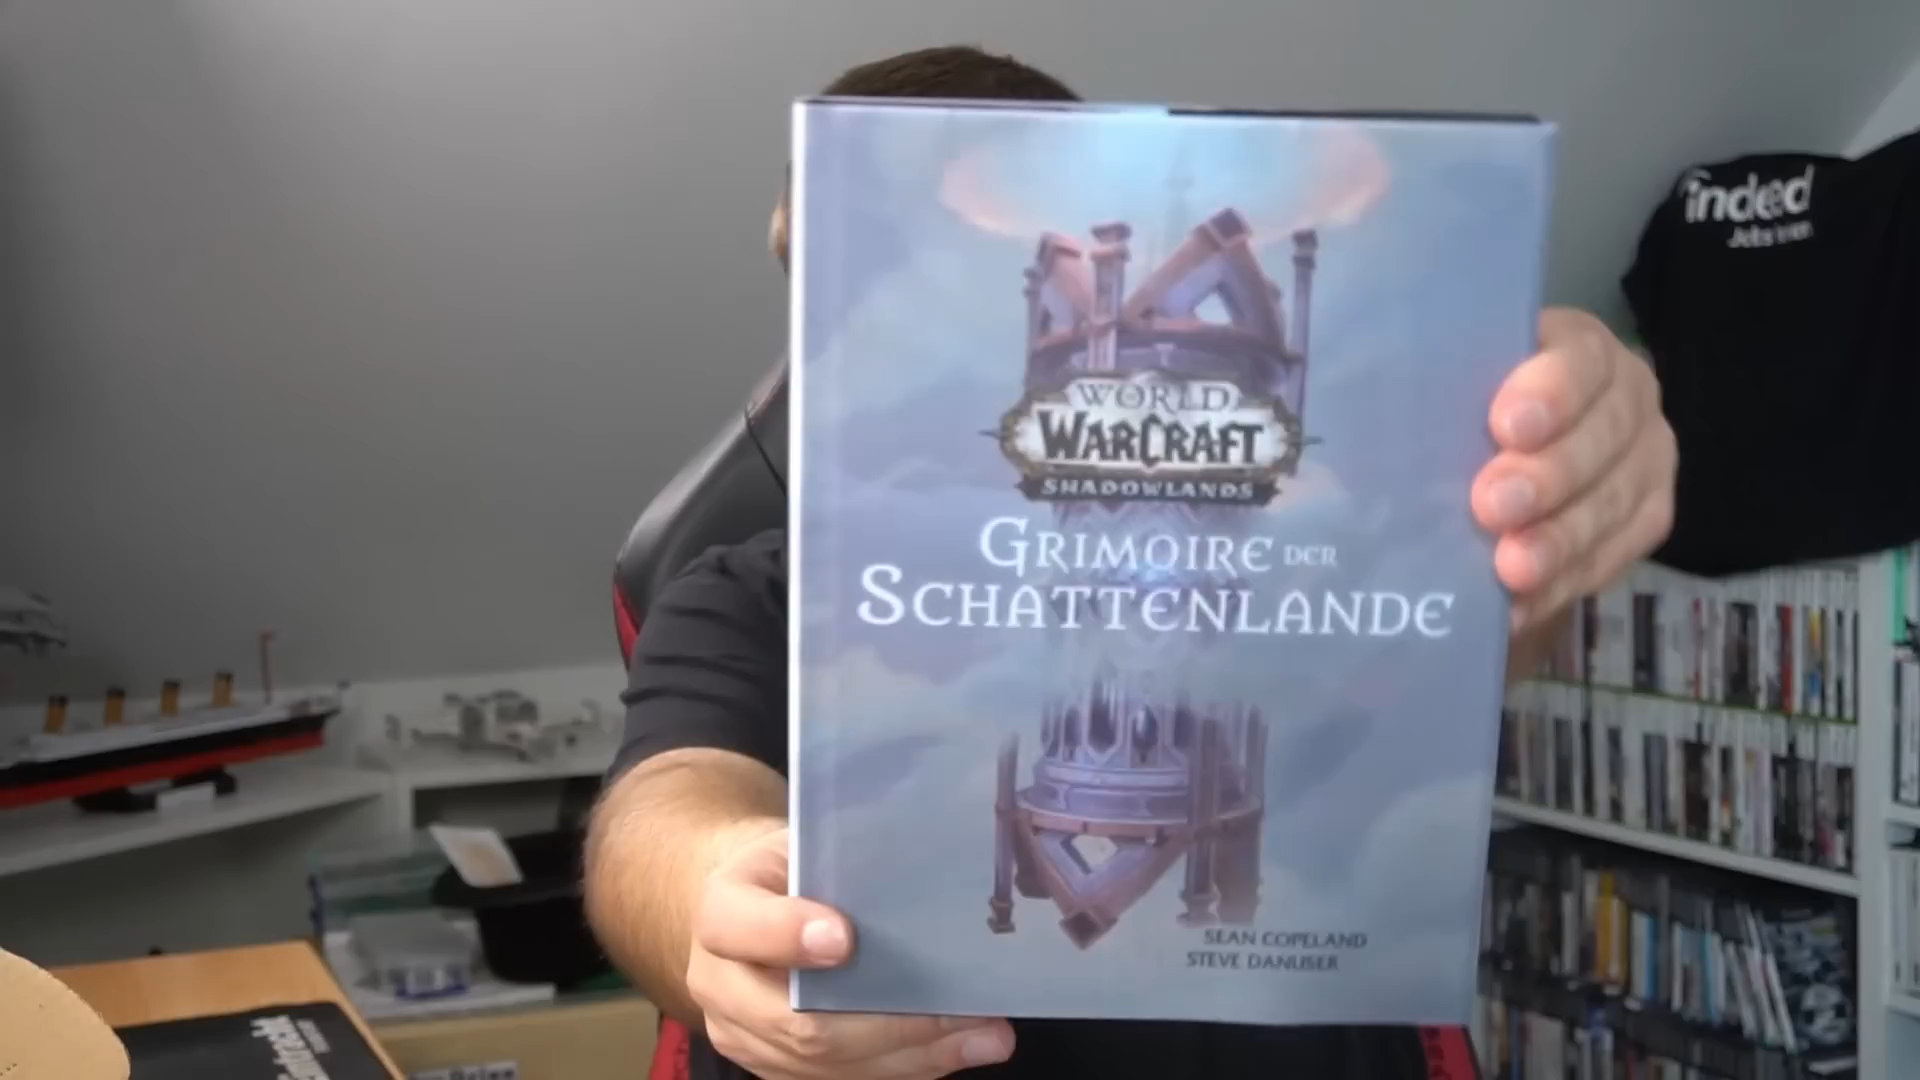 WORLD
WARCRAFT
SHADOWLANDS
GRIMOIRE DER
SCHATTENLANDE
SEAN COPELAND
STEVE DANUSER
indeed